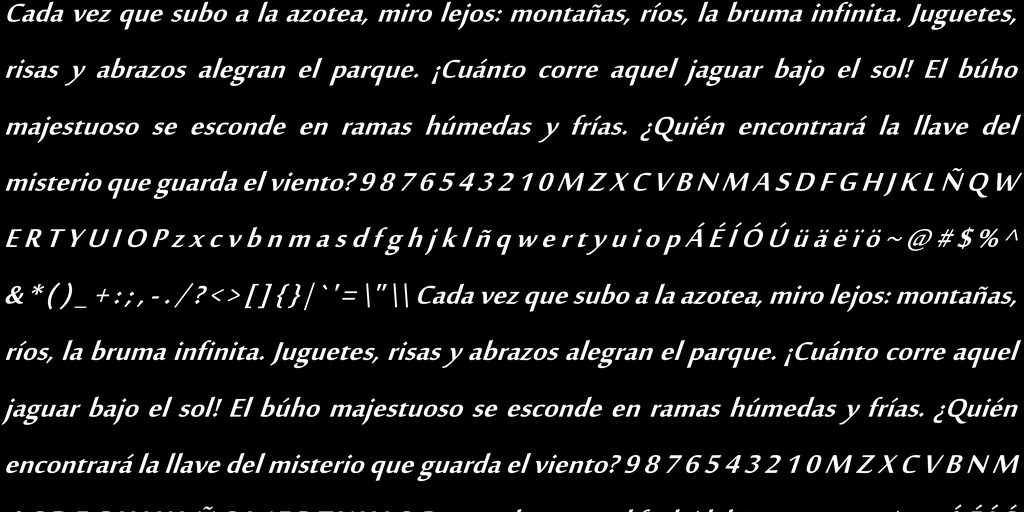 Cada vez que subo a la azotea, miro lejos: montañas, ríos, la bruma infinita. Juguetes,
risas y abrazos alegran el parque. ¡Cuánto corre aquel jaguar bajo el sol! El búho
majestuoso se esconde en ramas húmedas y frías. ¿Quién encontrará la llave del
misterio que guarda el viento? 9 8 7 6 5 4 3 2 1 0 M Z X C V B N M A S D F G H J K L Ñ Q W
E R T Y U I O P z x c v b n m a s d f g h j k l ñ q w e r t y u i o p Á É Í Ó Ú ü ä ë ï ö ~ @ # $ % ^
& * ( ) _ + : ; , - . / ? < > [ ] { } | ` ' = \ " \\ Cada vez que subo a la azotea, miro lejos: montañas,
ríos, la bruma infinita. Juguetes, risas y abrazos alegran el parque. ¡Cuánto corre aquel
jaguar bajo el sol! El búho majestuoso se esconde en ramas húmedas y frías. ¿Quién
encontrará la llave del misterio que guarda el viento? 9 8 7 6 5 4 3 2 1 0 M Z X C V B N M